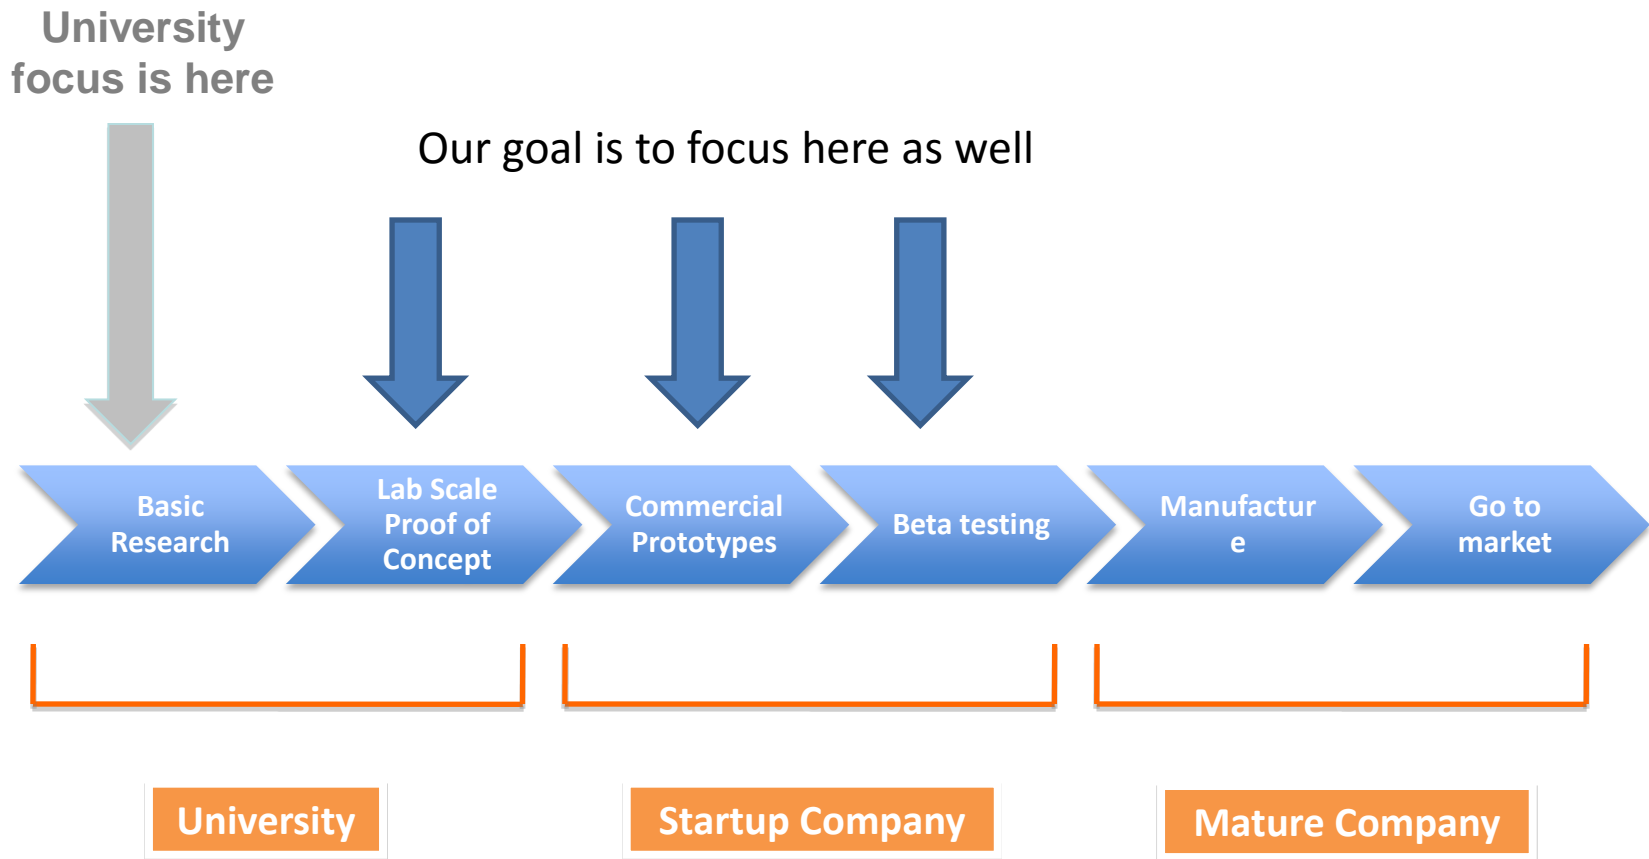 University
focus is here
Our goal is to focus here as well
Basic
Research
Lab Scale
Proof of
Concept
Commercial
Prototypes
Beta testing
Manufactur
e
Go to
market
University
Startup Company
Mature Company